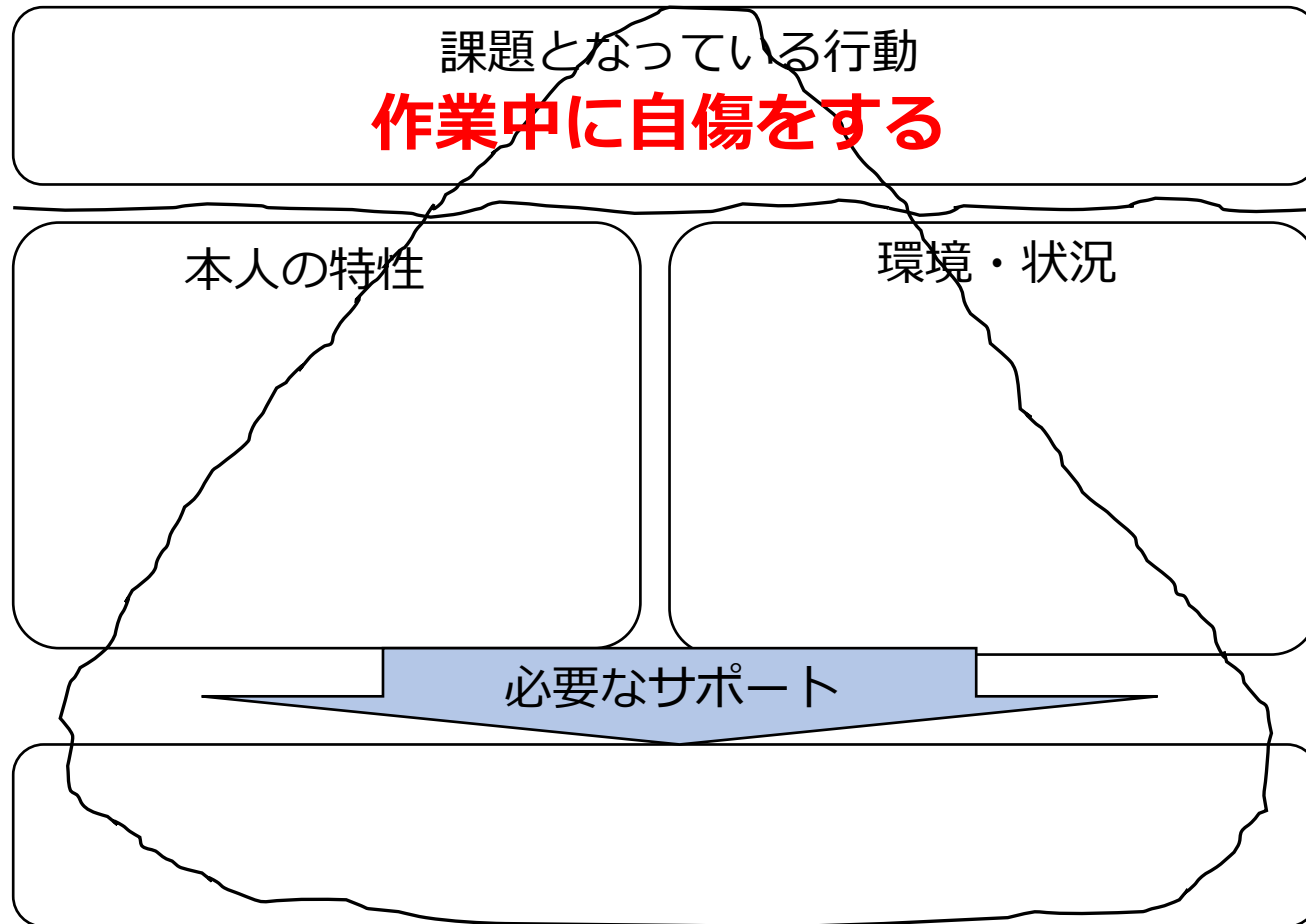 課題となっている行動
作業中に自傷をする
本人の特性
環境・状況
必要なサポート